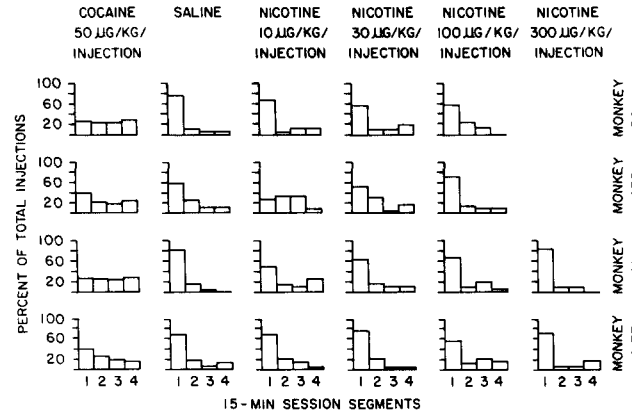 COCAINE
50 µG/KG/
INJECTION
SALINE
NICOTINE
10 µG/KG/
INJECTION
NICOTINE
30 µG/KG/
INJECTION
NICOTINE
100 µG/KG/
INJECTION
NICOTINE
300 µG/KG/
INJECTION
PERCENT OF TOTAL INJECTIONS
100
60
20
MONKEY
100
60
20
MONKEY
100
60
20
MONKEY
100
60
20
MONKEY
1 2 3 4 1 2 3 4 1 2 3 4 1 2 3 4 1 2 3 4 1 2 3 4
15-MIN SESSION SEGMENTS